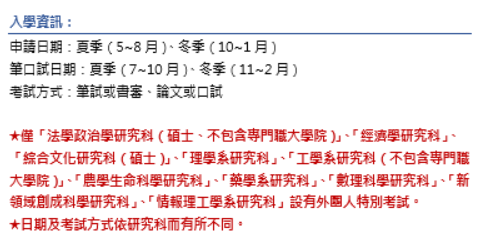 入學資訊：
申請日期：夏季（5~8 月）、冬季（10~1 月）
筆口試日期：夏季（7~10 月）、冬季（11~2 月）
考試方式：筆試或書審、論文或口試
★僅「法學政治學研究科（碩士、不包含専門職大學院）」、「經濟學研究科」、
「綜合文化研究科（碩士）」、「理學系研究科」、「工學系研究科（不包含専門職
大學院）」、「農學生命科學研究科」、「藥學系研究科」、「數理科學研究科」、「新
領域創成科學研究科」、「情報理工學系研究科」設有外國人特別考試。
★日期及考試方式依研究科而有所不同。